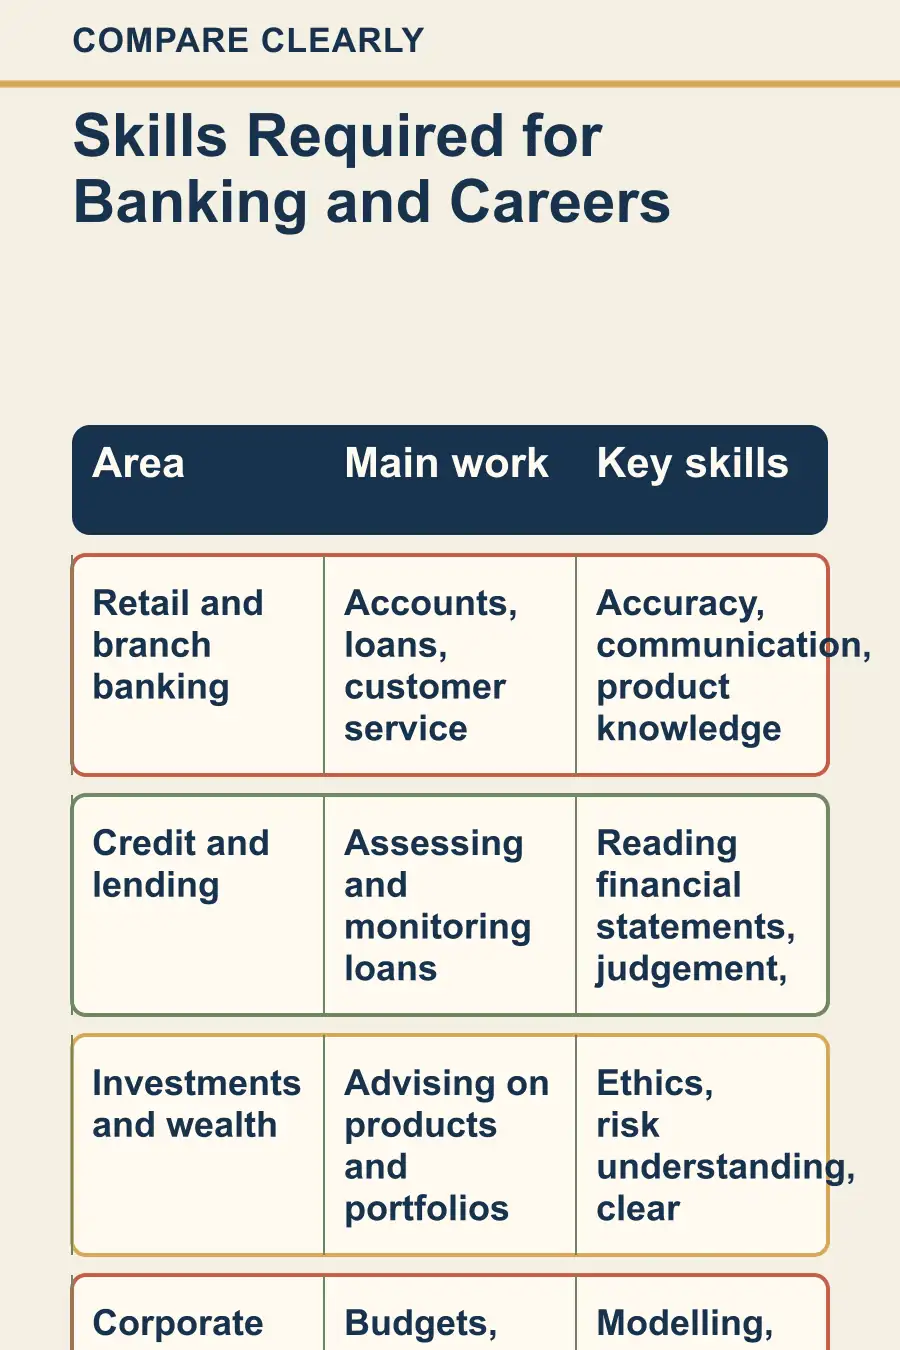 COMPARE CLEARLY
Skills Required for
Banking and Careers
Area
Main work
Key skills
Retail and
branch
banking
Accounts,
loans,
customer
service
Accuracy,
communication,
product
knowledge
Credit and
lending
Assessing
and
monitoring
loans
Reading
financial
statements,
judgement,
Investments
and wealth
Advising on
products
and
portfolios
Ethics,
risk
understanding,
clear
Corporate
Budgets,
Modelling,